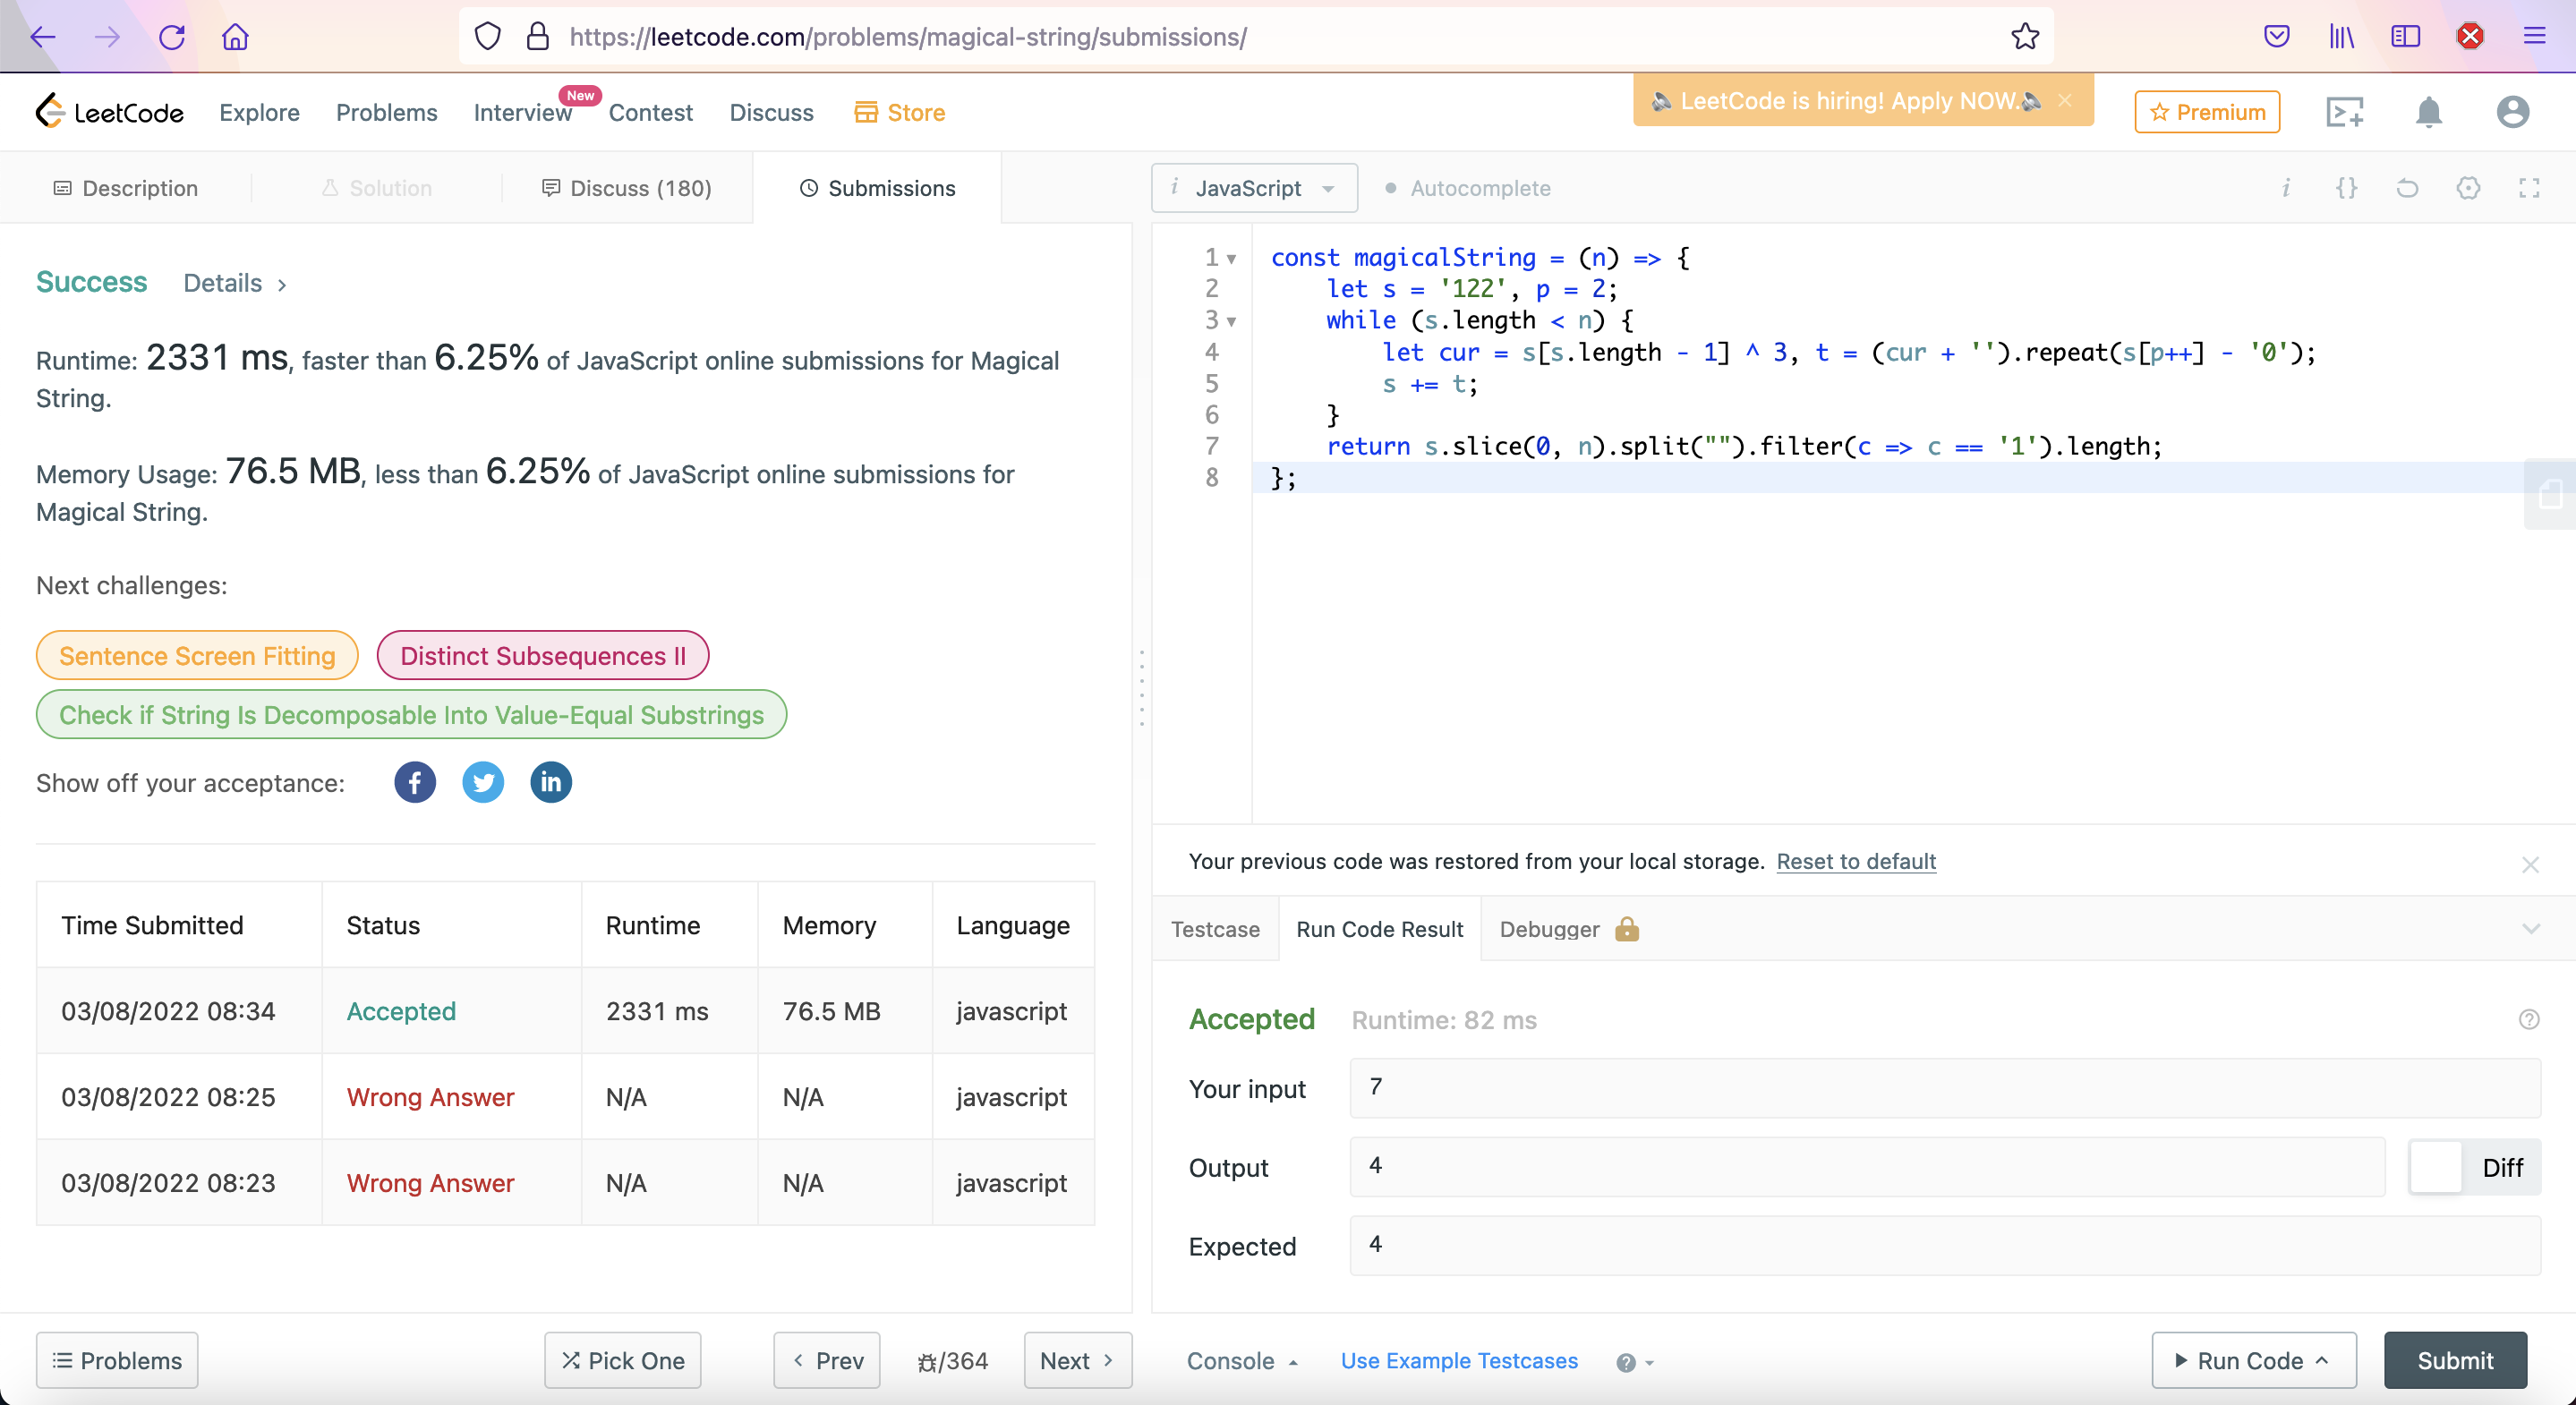 https://leetcode.com/problems/magical-string/submissions/
LeetCode
Explore
Problems
Interview
New
Contest
Discuss
Store
LeetCode is hiring! Apply NOW.
Premium
Description
Solution
Discuss (180)
Submissions
i JavaScript
Autocomplete
i {}
Success
Details >
Runtime: 2331 ms, faster than 6.25% of JavaScript online submissions for Magical
String.
Memory Usage: 76.5 MB, less than 6.25% of JavaScript online submissions for
Magical String.
Next challenges:
Sentence Screen Fitting
Distinct Subsequences II
Check if String Is Decomposable Into Value-Equal Substrings
Show off your acceptance:
Time Submitted Status Runtime Memory Language
03/08/2022 08:34 Accepted 2331 ms 76.5 MB javascript
03/08/2022 08:25 Wrong Answer N/A N/A javascript
03/08/2022 08:23 Wrong Answer N/A N/A javascript
1 const magicalString = (n) => {
2 let s = '122', p = 2;
3 while (s.length < n) {
4 let cur = s[s.length - 1] ^ 3, t = (cur + '').repeat(s[p++] - '0');
5 s += t;
6 }
7 return s.slice(0, n).split("").filter(c => c == '1').length;
8 };
Your previous code was restored from your local storage. Reset to default
Testcase
Run Code Result
Debugger
Accepted Runtime: 82 ms
Your input 7
Output 4
Diff
Expected 4
Problems
Pick One
< Prev
/364
Next >
Console
Use Example Testcases
Run Code
Submit